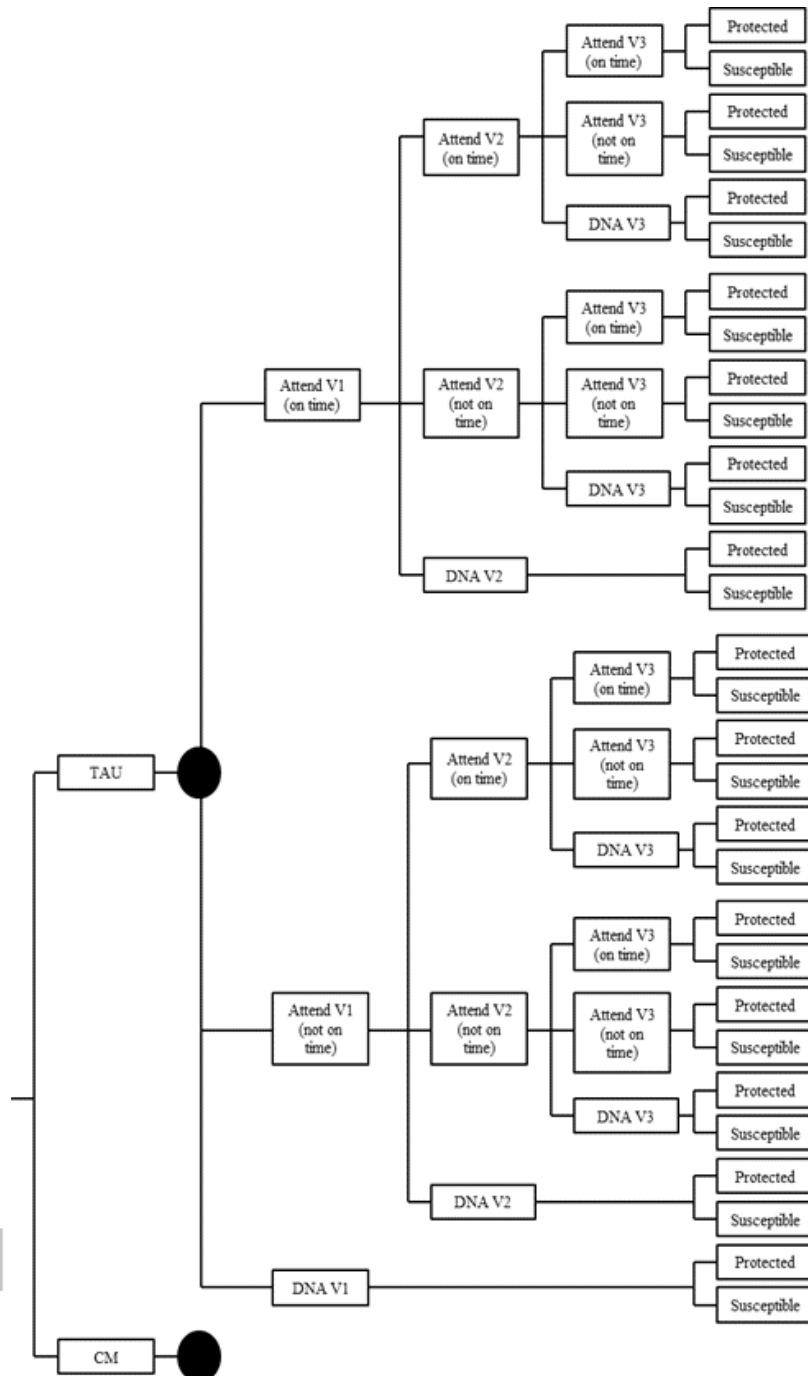 Attend V3
(on time)
Protected
Susceptible
Attend V2
(on time)
Attend V3
(not on
time)
Protected
Susceptible
DNA V3
Protected
Susceptible
Attend V1
(on time)
Attend V2
(not on
time)
Attend V3
(on time)
Protected
Susceptible
Attend V3
(not on
time)
Protected
Susceptible
DNA V3
Protected
Susceptible
DNA V2
Protected
Susceptible
TAU
Attend V2
(on time)
Attend V3
(on time)
Protected
Susceptible
Attend V3
(not on
time)
Protected
Susceptible
DNA V3
Protected
Susceptible
Attend V1
(not on
time)
Attend V2
(not on
time)
Attend V3
(on time)
Protected
Susceptible
Attend V3
(not on
time)
Protected
Susceptible
DNA V3
Protected
Susceptible
DNA V2
Protected
Susceptible
DNA V1
Protected
Susceptible
CM